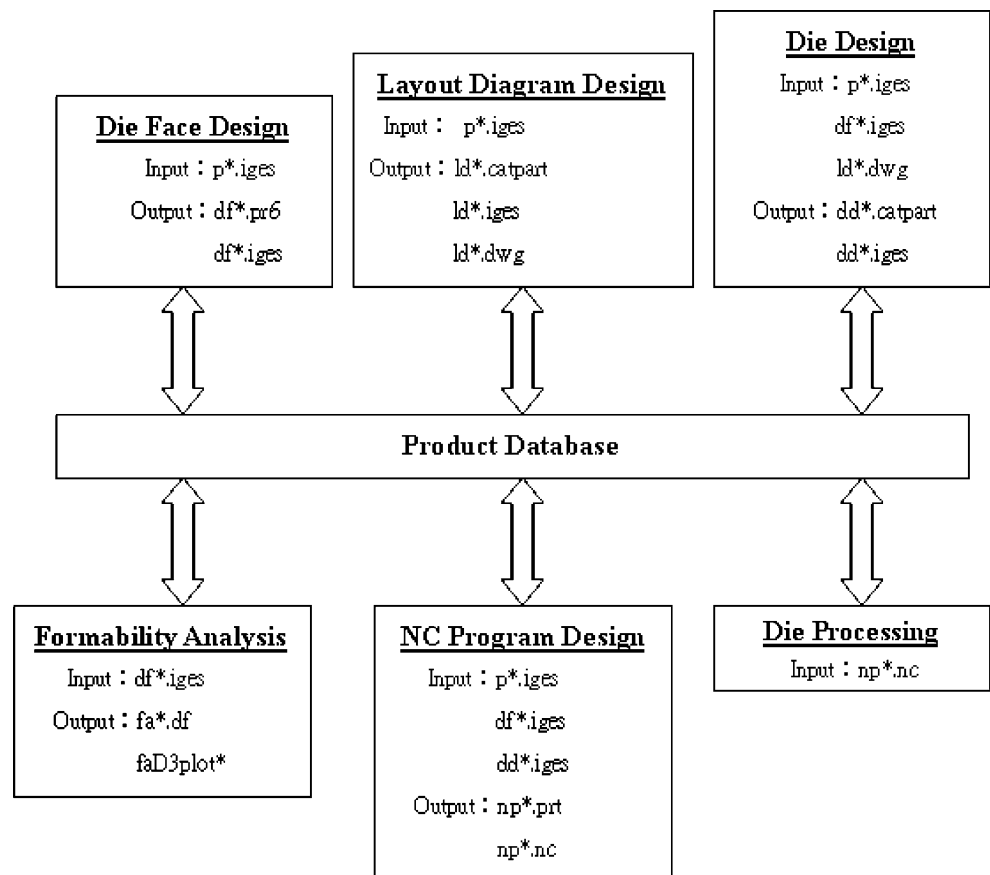 Die Face Design
Input：p*.iges
Output：df*.pr6
df*.iges
Layout Diagram Design
Input： p*.iges
Output：ld*.catpart
ld*.iges
ld*.dwg
Die Design
Input：p*.iges
df*.iges
ld*.dwg
Output：dd*.catpart
dd*.iges
Product Database
Formability Analysis
Input：df*.iges
Output：fa*.df
faD3plot*
NC Program Design
Input：p*.iges
df*.iges
dd*.iges
Output：np*.prt
np*.nc
Die Processing
Input：np*.nc